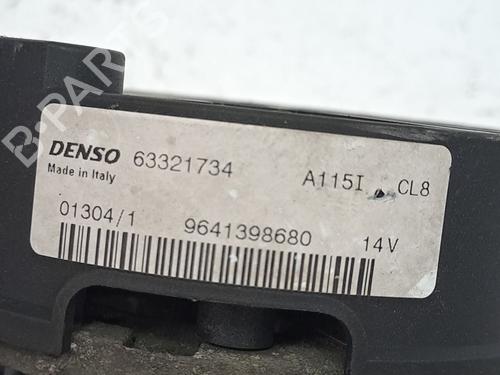 DENSO 63321734 A115I CL8
Made in Italy
01304/1 9641398680 14V
B-PARTS